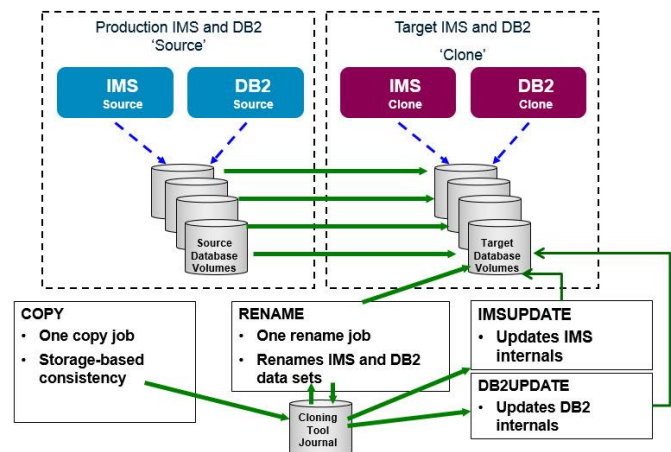 Production IMS and DB2
'Source'
Target IMS and DB2
'Clone'
IMS
Source
DB2
Source
IMS
Clone
DB2
Clone
Source
Database
Volumes
Target
Database
Volumes
COPY
• One copy job
• Storage-based
consistency
RENAME
• One rename job
• Renames IMS and DB2
data sets
IMSUPDATE
• Updates IMS
internals
DB2UPDATE
• Updates DB2
internals
Cloning
Tool
Journal